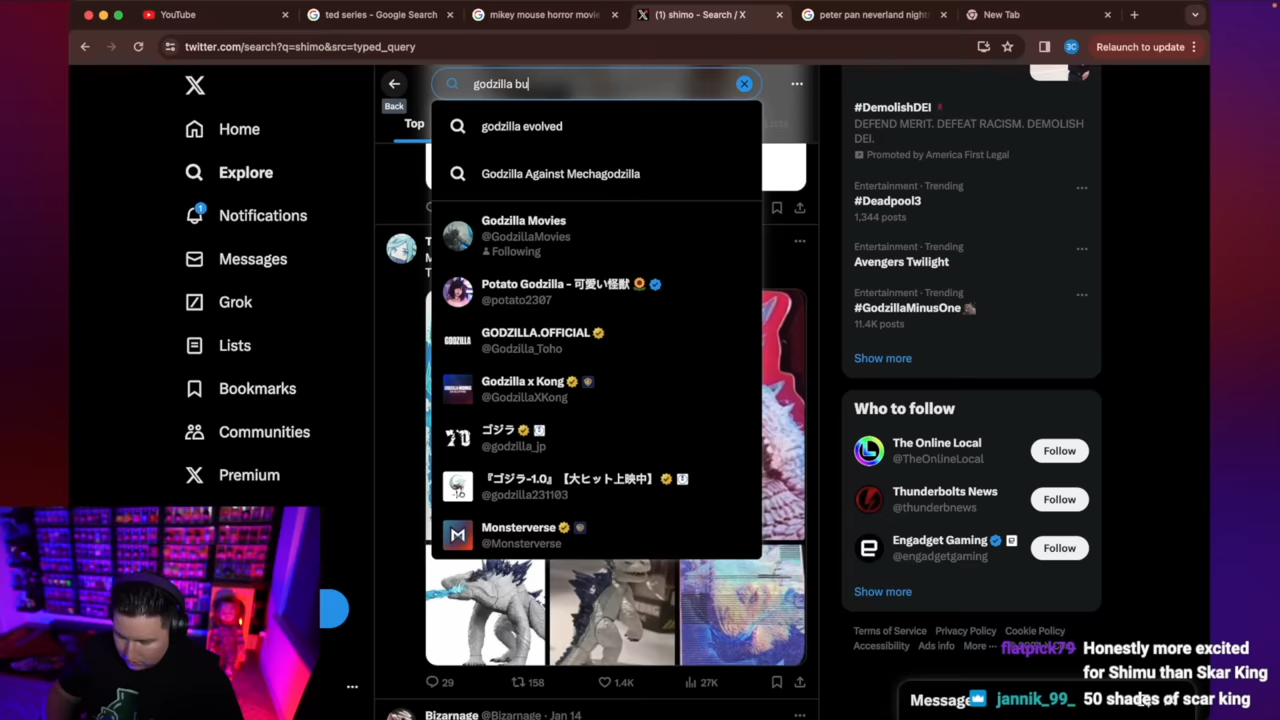 YouTube
ted series - Google Search
mikey mouse horror movie
(1) shimo - Search / X
peter pan neverland night
New Tab
twitter.com/search?q=shimo&src=typed_query
Relaunch to update
Home
Explore
1
Notifications
Messages
Grok
Lists
Bookmarks
Communities
Premium
Back
Top
godzilla bu
godzilla evolved
Godzilla Against Mechagodzilla
Godzilla Movies
@GodzillaMovies
Following
Potato Godzilla - 可愛い怪獣 🌻
@potato2307
GODZILLA.OFFICIAL
@Godzilla_Toho
Godzilla x Kong
@GodzillaXKong
ゴジラ
@godzilla_jp
『ゴジラ-1.0』【大ヒット上映中】
@godzilla231103
Monsterverse
@Monsterverse
29
158
1.4K
27K
Bizarnage @Bizarnage · Jan 14
#DemolishDEI
DEFEND MERIT. DEFEAT RACISM. DEMOLISH
DEI.
Promoted by America First Legal
Entertainment · Trending
#Deadpool3
1,344 posts
Entertainment · Trending
Avengers Twilight
Entertainment · Trending
#GodzillaMinusOne
11.4K posts
Show more
Who to follow
The Online Local
@TheOnlineLocal
Follow
Thunderbolts News
@thunderbnews
Follow
Engadget Gaming
@engadgetgaming
Follow
Show more
Terms of Service Privacy Policy Cookie Policy
Accessibility Ads info More ··· 
flatpick79 Honestly more excited
for Shimu than Skar King
Message
jannik_99_ 50 shades of scar king